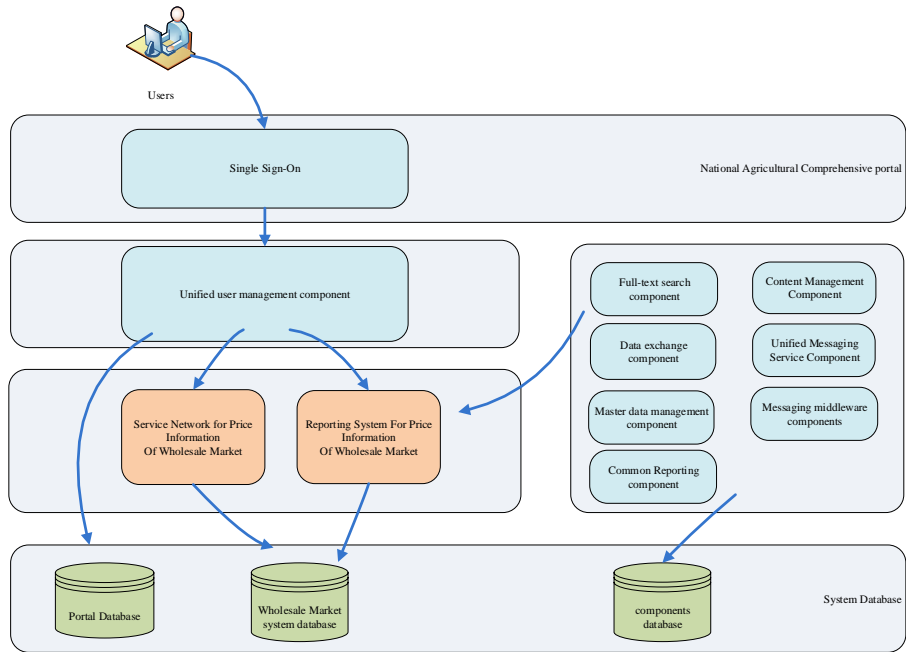 Users
Single Sign-On
National Agricultural Comprehensive portal
Unified user management component
Full-text search
component
Content Management
Component
Data exchange
component
Unified Messaging
Service Component
Master data management
component
Messaging middleware
components
Common Reporting
component
Service Network for Price
Information
Of Wholesale Market
Reporting System For Price
Information
Of Wholesale Market
Portal Database
Wholesale Market
system database
components
database
System Database